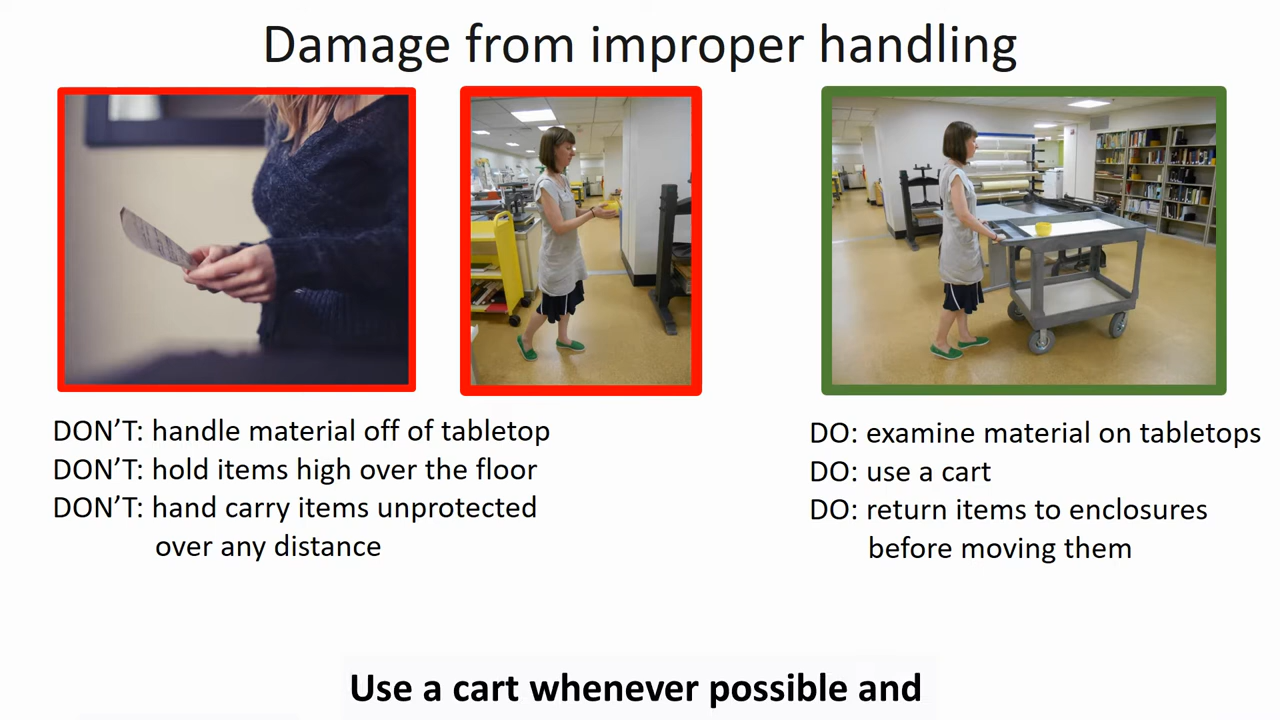 Damage from improper handling
DON’T: handle material off of tabletop
DON’T: hold items high over the floor
DON’T: hand carry items unprotected
over any distance
DO: examine material on tabletops
DO: use a cart
DO: return items to enclosures
before moving them
Use a cart whenever possible and